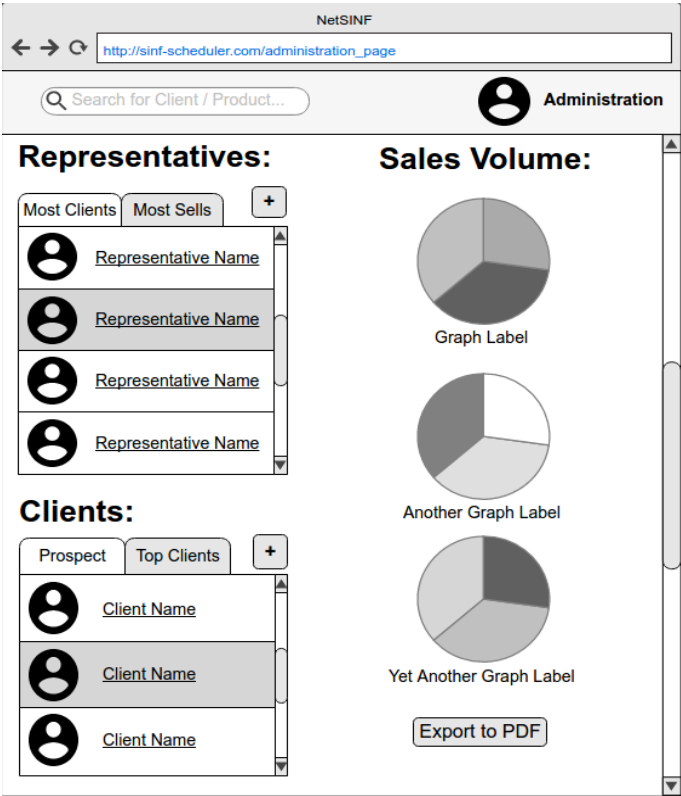 NetSINF
http://sinf-scheduler.com/administration_page
Search for Client / Product...
Administration
Representatives:
Most Clients
Most Sells
+
Representative Name
Representative Name
Representative Name
Representative Name
Clients:
Prospect
Top Clients
+
Client Name
Client Name
Client Name
Sales Volume:
Graph Label
Another Graph Label
Yet Another Graph Label
Export to PDF